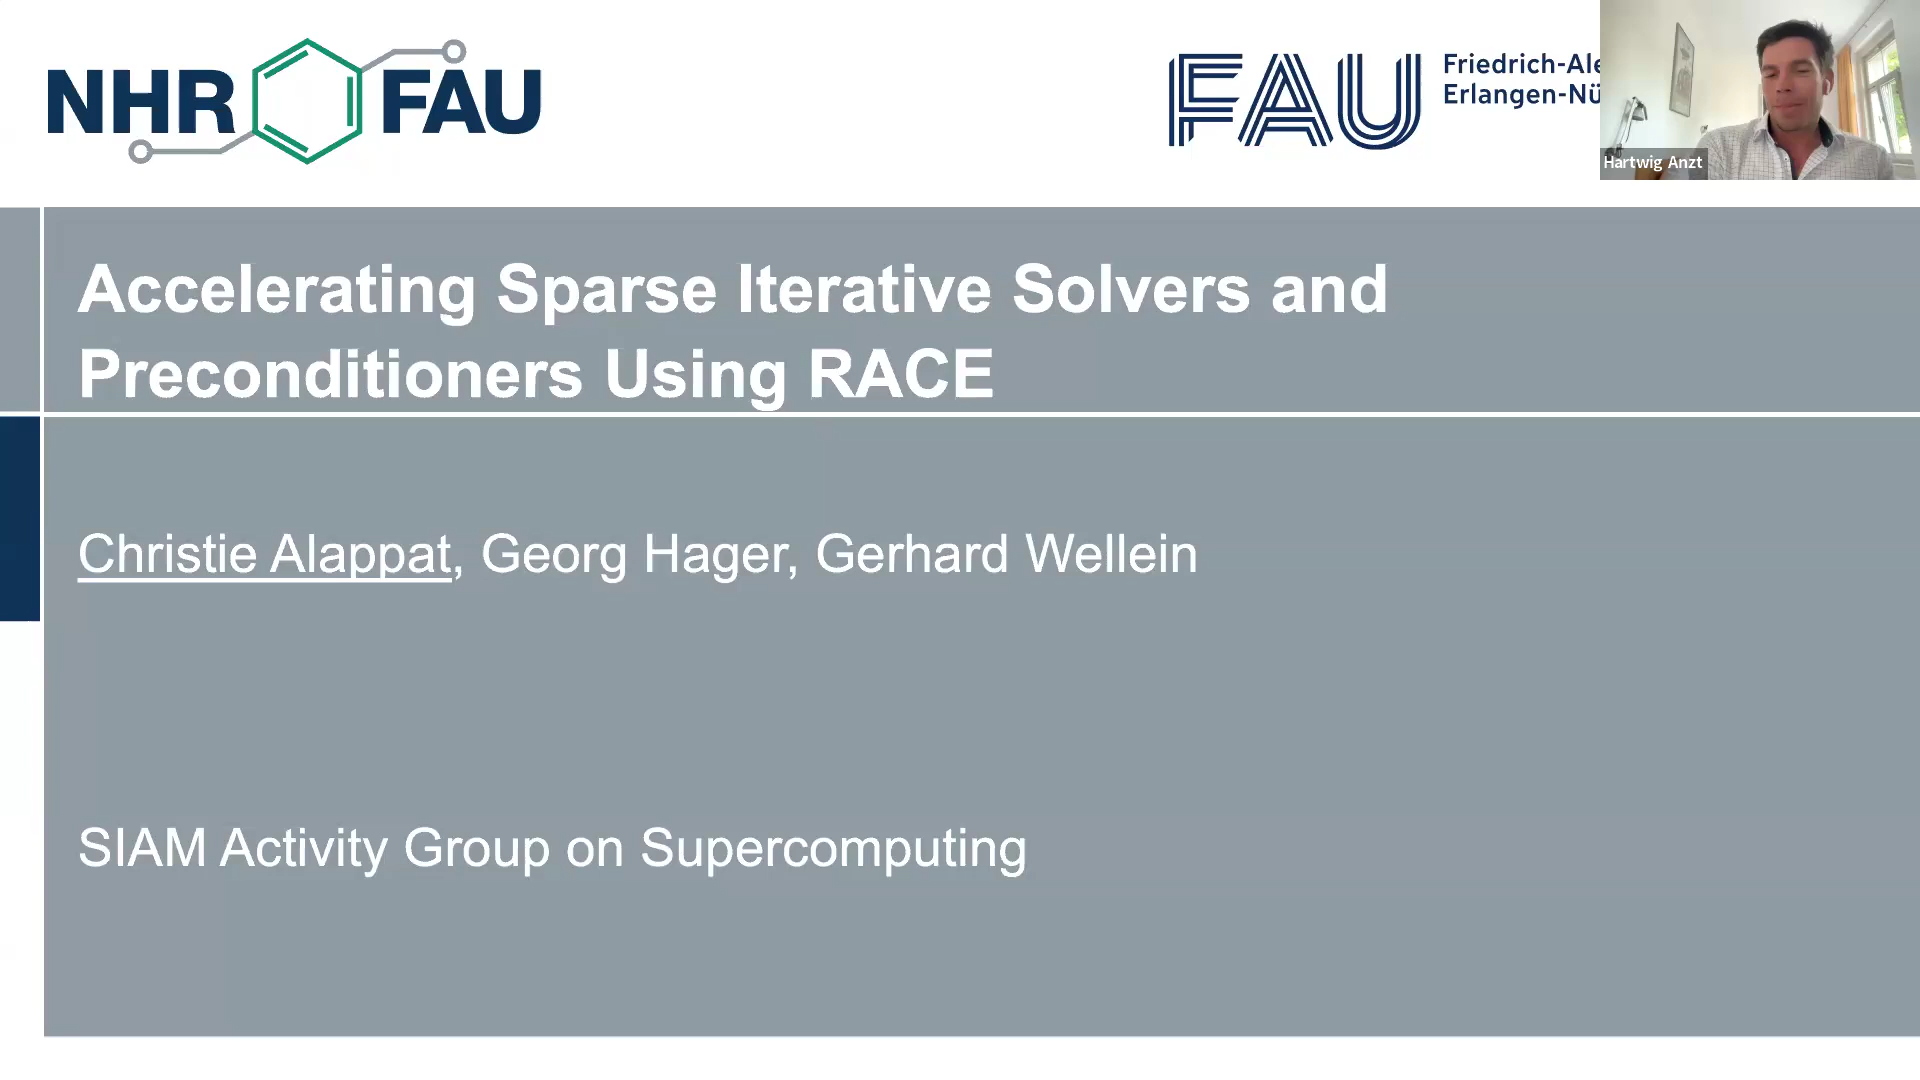 NHR FAU
FAU
Friedrich-Ale
Erlangen-Nü
Hartwig Anzt
Accelerating Sparse Iterative Solvers and
Preconditioners Using RACE
Christie Alappat, Georg Hager, Gerhard Wellein
SIAM Activity Group on Supercomputing